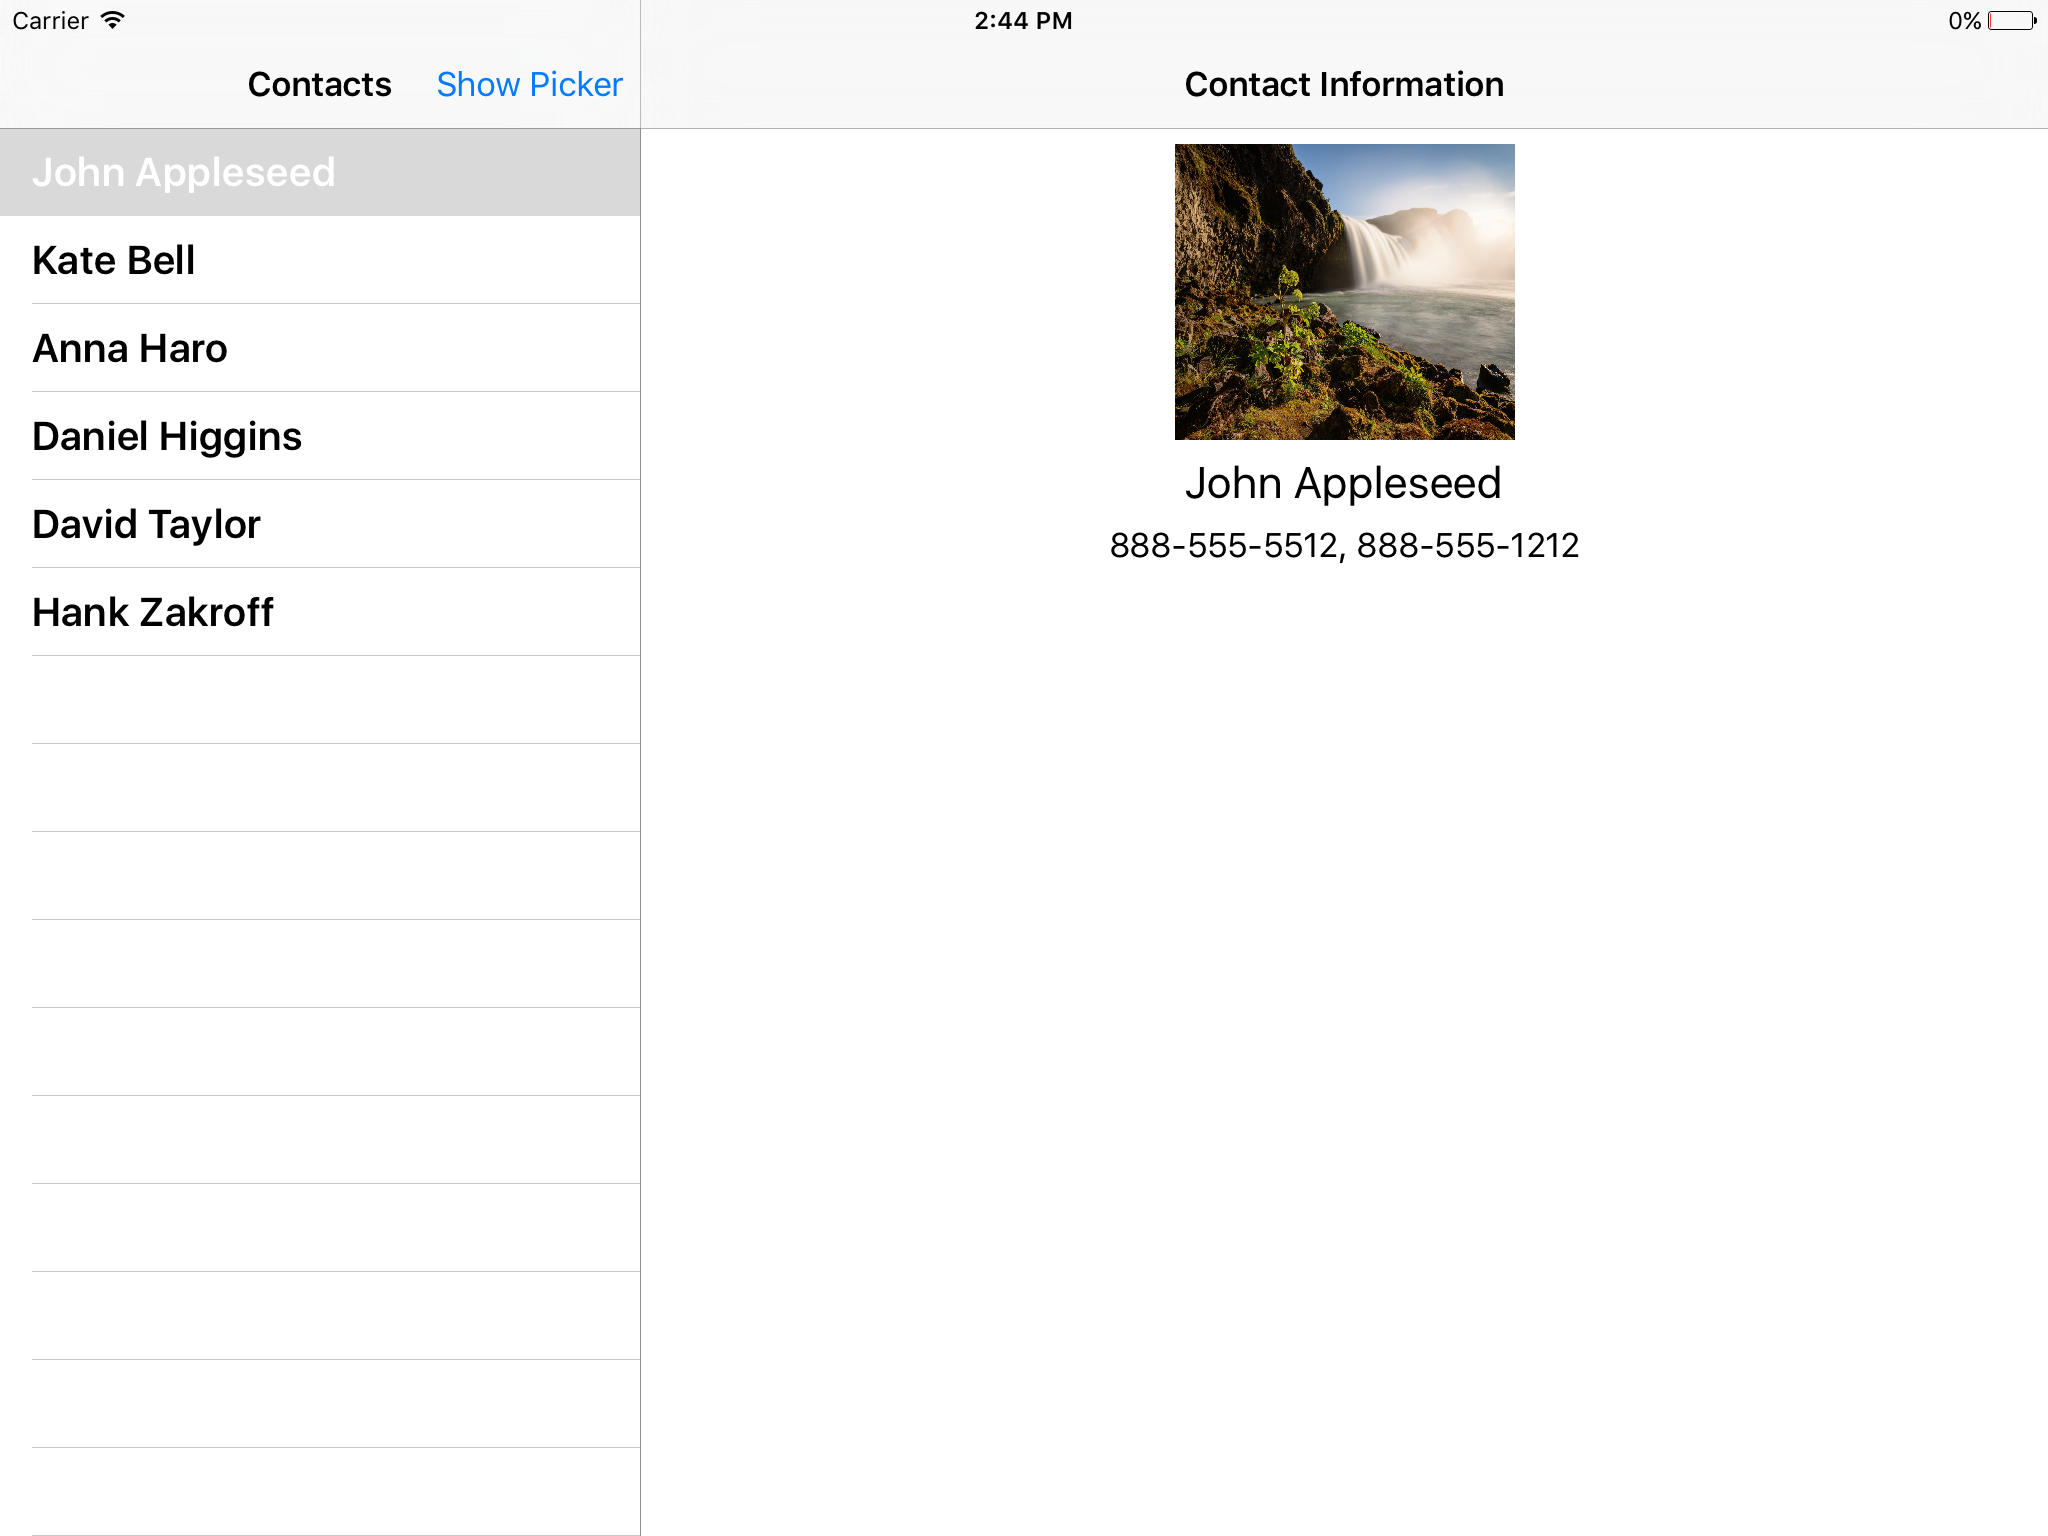 Carrier 2:44 PM 0%
Contacts Show Picker
Contact Information
John Appleseed
Kate Bell
Anna Haro
Daniel Higgins
David Taylor
Hank Zakroff
John Appleseed
888-555-5512, 888-555-1212